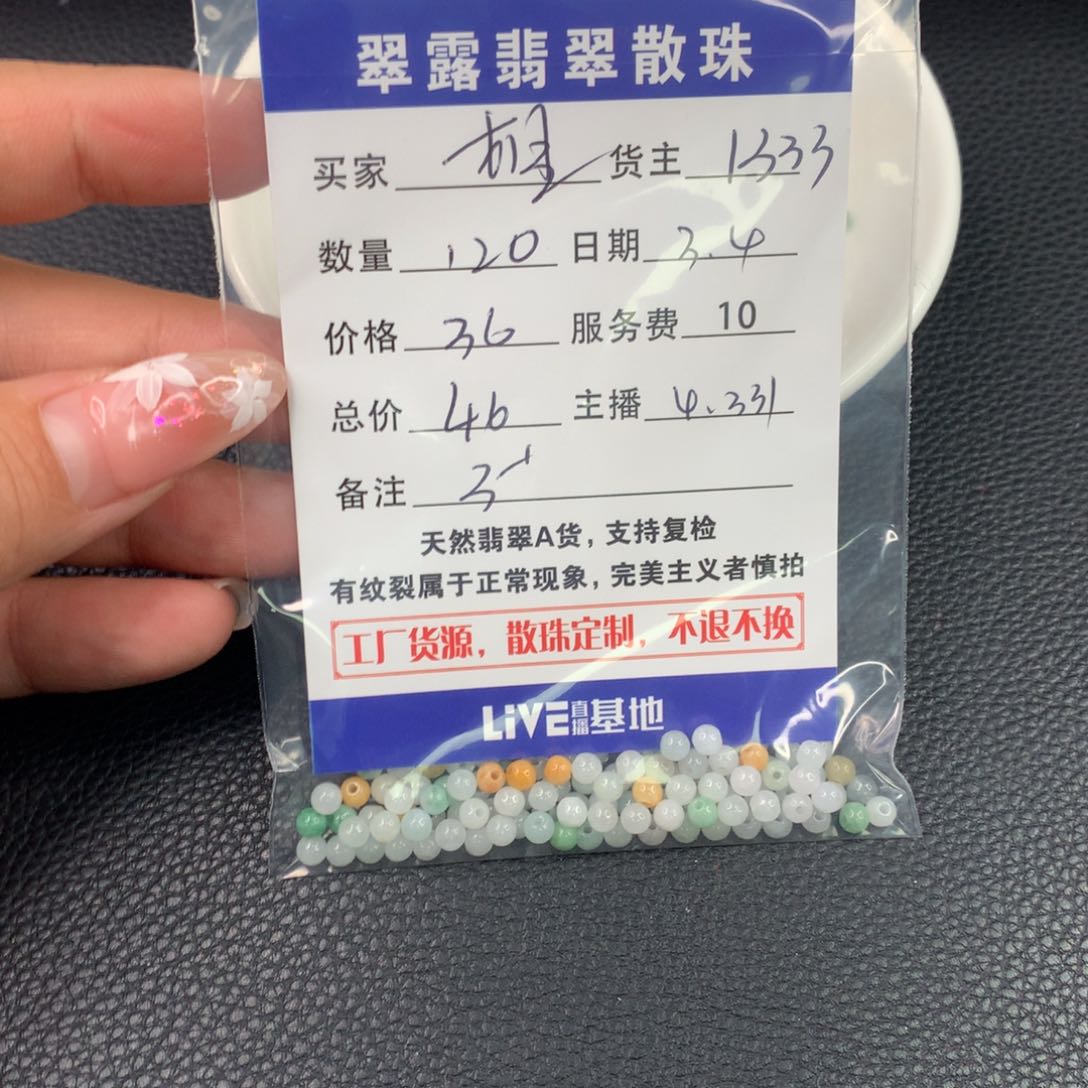 翠露翡翠散珠
买家 货主 1333
数量 120 日期 3.4
价格 36 服务费 10
总价 46 主播 4.331
备注
天然翡翠A货，支持复检
有纹裂属于正常现象，完美主义者慎拍
工厂货源，散珠定制，不退不换
LiVE直播基地